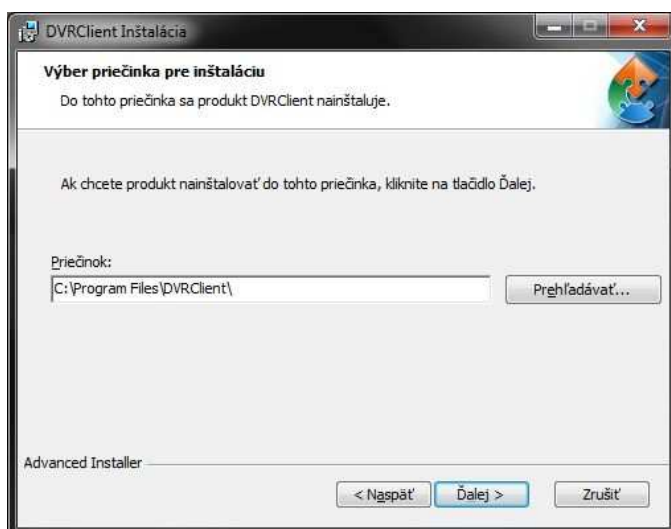 DVRClient Inštalácia
Výber priečinka pre inštaláciu
Do tohto priečinka sa produkt DVRClient nainštaluje.
Ak chcete produkt nainštalovať do tohto priečinka, kliknite na tlačidlo Ďalej.
Priečinok:
C:\Program Files\DVRClient\
Prehľadávať...
Advanced Installer
< Naspäť
Ďalej >
Zrušiť